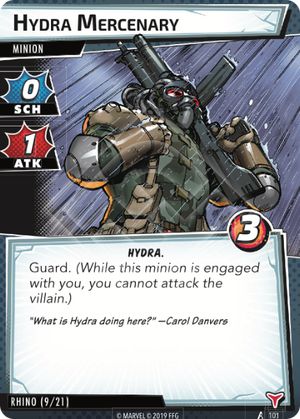 HYDRA MERCENARY
MINION
0
SCH
1
ATK
3
HYDRA.
Guard. (While this minion is engaged
with you, you cannot attack the
villain.)
"What is Hydra doing here?" —Carol Danvers
RHINO (9/21)
© MARVEL © 2019 FFG
101